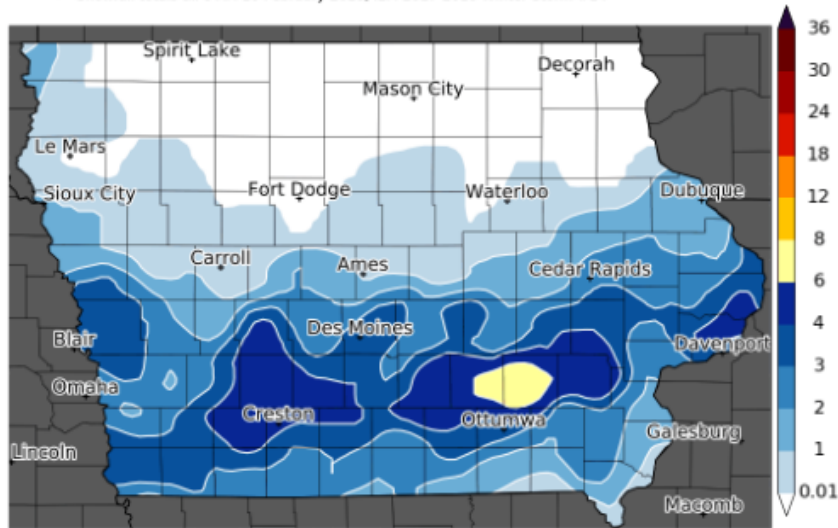 Spirit Lake
Decorah
Mason City
Le Mars
Sioux City
Fort Dodge
Waterloo
Dubuque
Carroll
Ames
Cedar Rapids
Des Moines
Blair
Davenport
Omaha
Creston
Ottumwa
Galesburg
Lincoln
Macomb
36
30
24
18
12
8
6
4
3
2
1
0.01